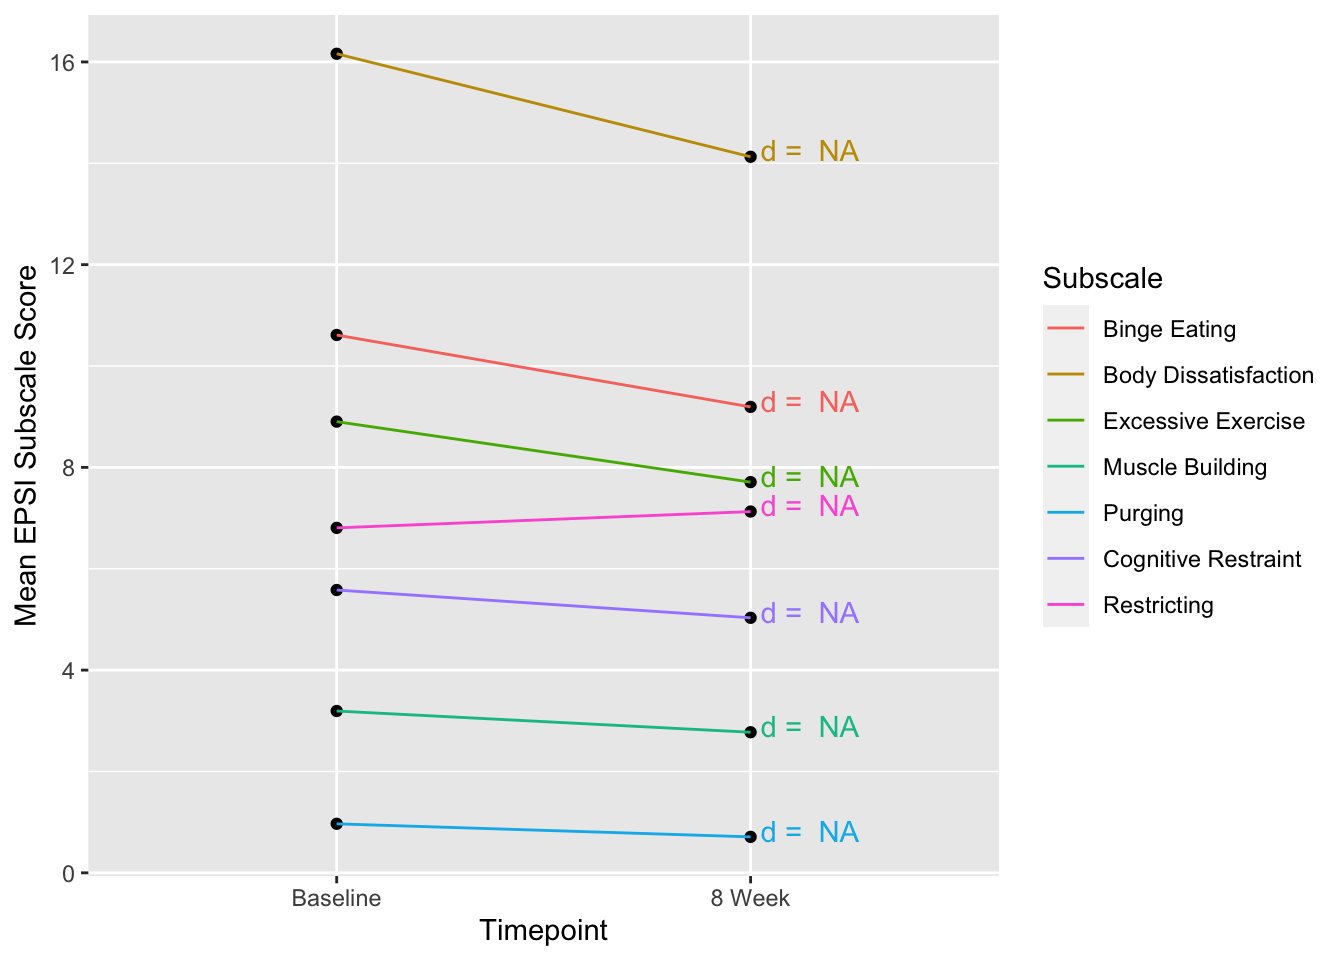 16
12
8
4
0
Mean EPSI Subscale Score
d =  NA
d =  NA
d =  NA
d =  NA
d =  NA
d =  NA
d =  NA
Baseline
8 Week
Timepoint
Subscale
Binge Eating
Body Dissatisfaction
Excessive Exercise
Muscle Building
Purging
Cognitive Restraint
Restricting